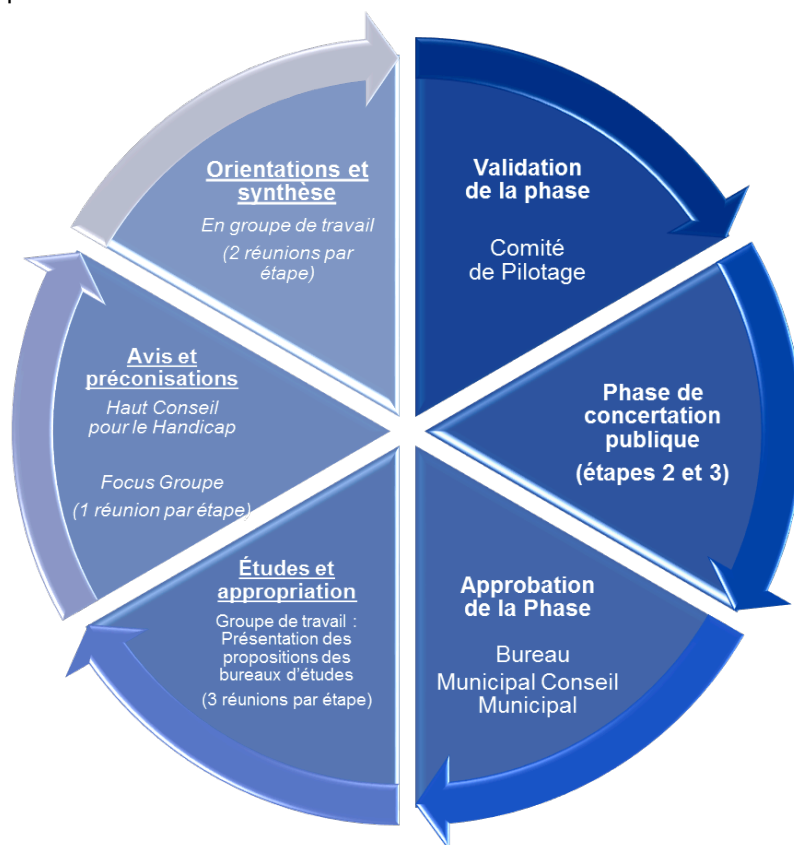 Validation
de la phase
Comité
de Pilotage
Phase de
concertation
publique
(étapes 2 et 3)
Approbation
de la Phase
Bureau
Municipal Conseil
Municipal
Études et
appropriation
Groupe de travail :
Présentation des
propositions des
bureaux d'études
(3 réunions par étape)
Avis et
préconisations
Haut Conseil
pour le Handicap
Focus Groupe
(1 réunion par étape)
Orientations et
synthèse
En groupe de travail
(2 réunions par
étape)